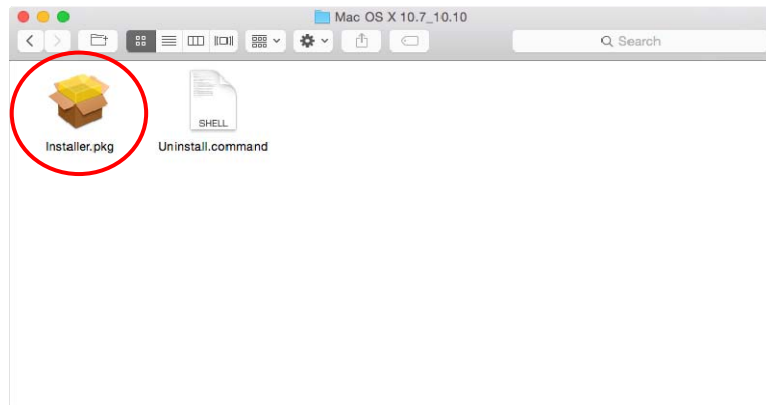 Mac OS X 10.7_10.10
Search
SHELL
Installer.pkg
Uninstall.command